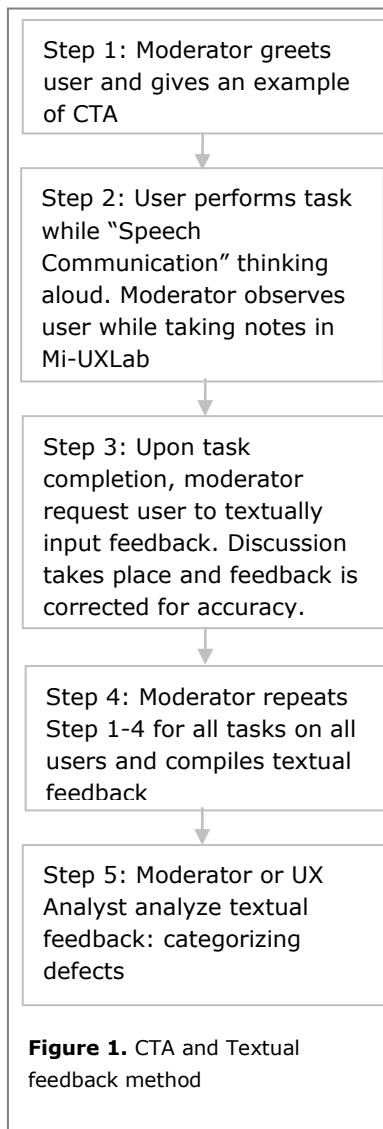 Step 1: Moderator greets
user and gives an example
of CTA
Step 2: User performs task
while “Speech
Communication” thinking
aloud. Moderator observes
user while taking notes in
Mi-UXLab
Step 3: Upon task
completion, moderator
request user to textually
input feedback. Discussion
takes place and feedback is
corrected for accuracy.
Step 4: Moderator repeats
Step 1-4 for all tasks on all
users and compiles textual
feedback
Step 5: Moderator or UX
Analyst analyze textual
feedback: categorizing
defects
Figure 1. CTA and Textual
feedback method